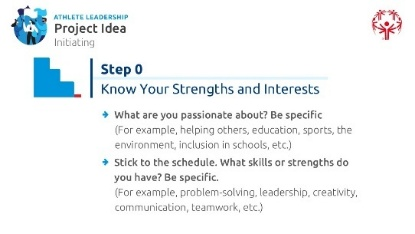 ATHLETE LEADERSHIP
Project Idea
Initiating
Step 0
Know Your Strengths and Interests
What are you passionate about? Be specific
(For example, helping others, education, sports, the
environment, inclusion in schools, etc.)
Stick to the schedule. What skills or strengths do
you have? Be specific.
(For example, problem-solving, leadership, creativity,
communication, teamwork, etc.)